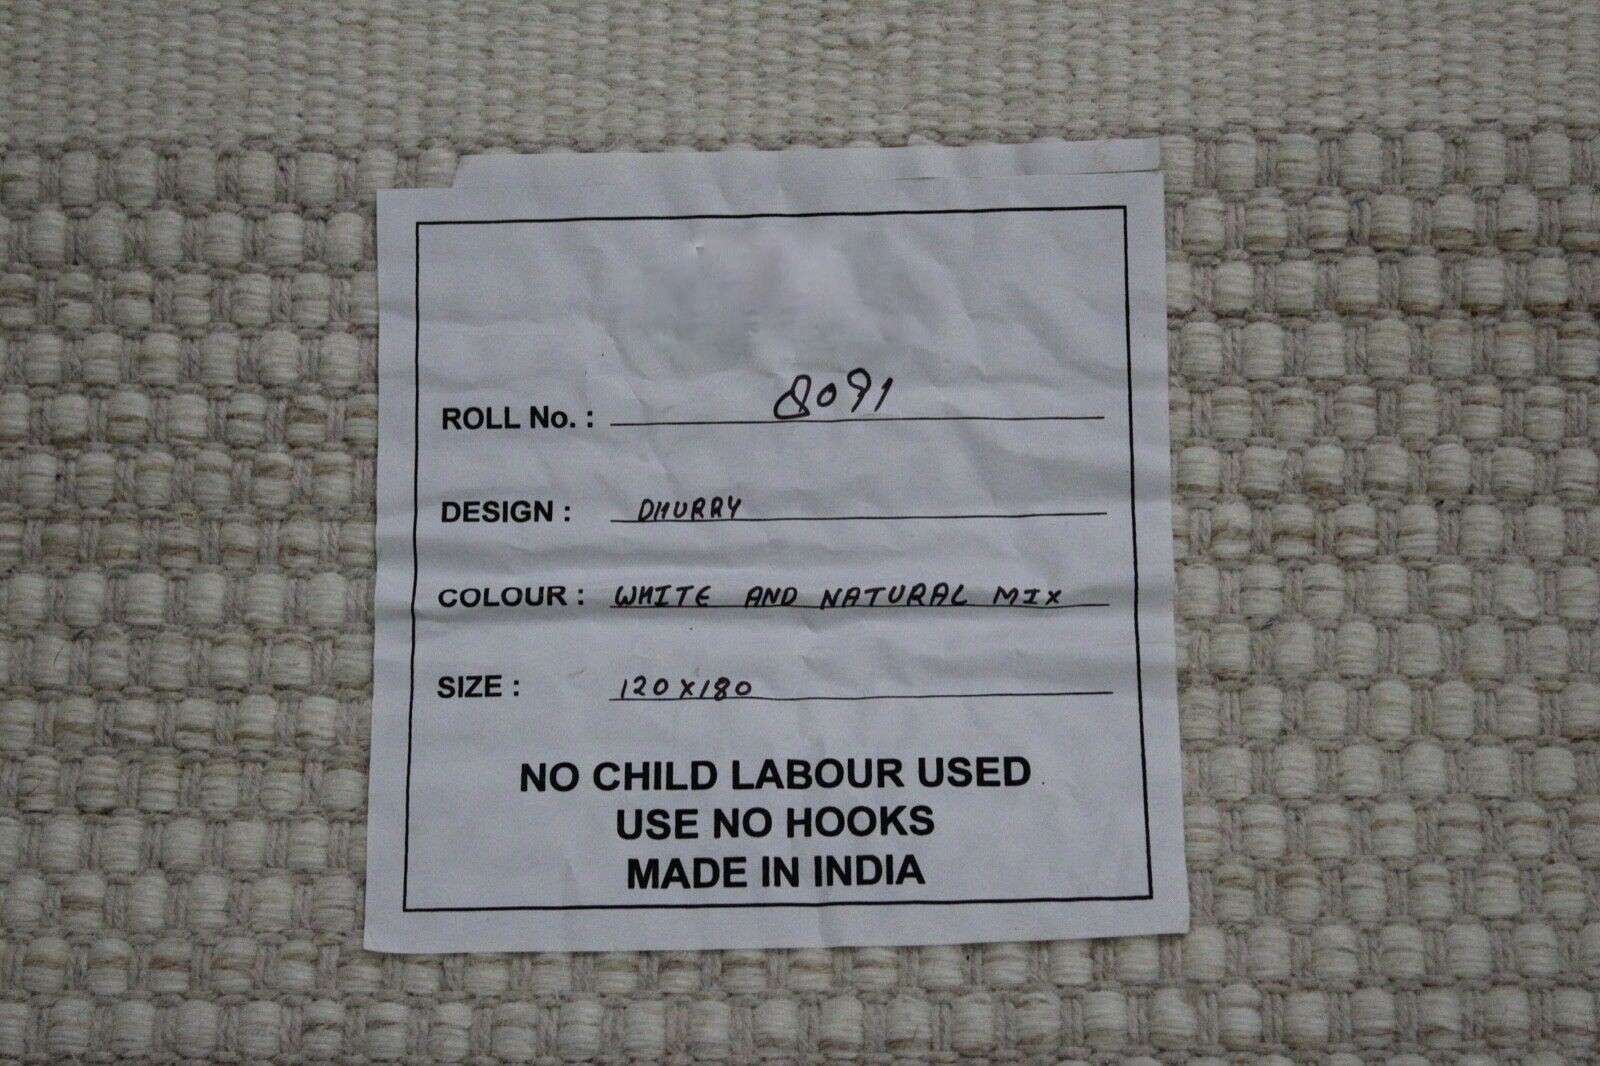 ROLL No. : 8091
DESIGN : DHURRY
COLOUR : WHITE AND NATURAL MIX
SIZE : 120X180
NO CHILD LABOUR USED
USE NO HOOKS
MADE IN INDIA